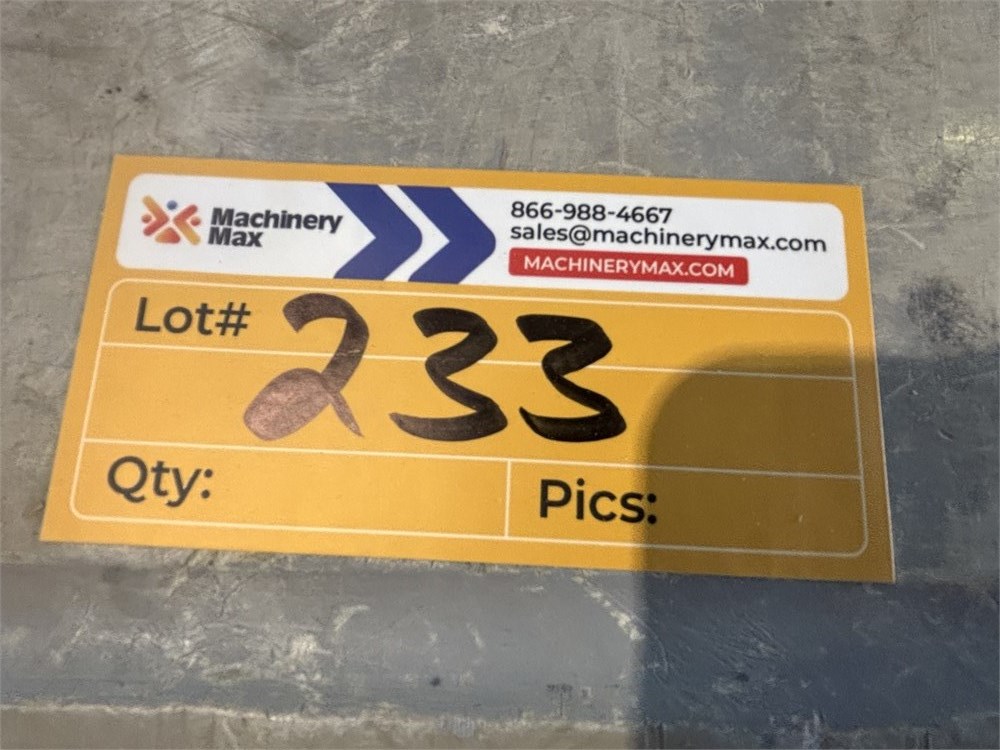 Machinery
Max
866-988-4667
sales@machinerymax.com
MACHINERYMAX.COM
Lot# 233
Qty:
Pics: